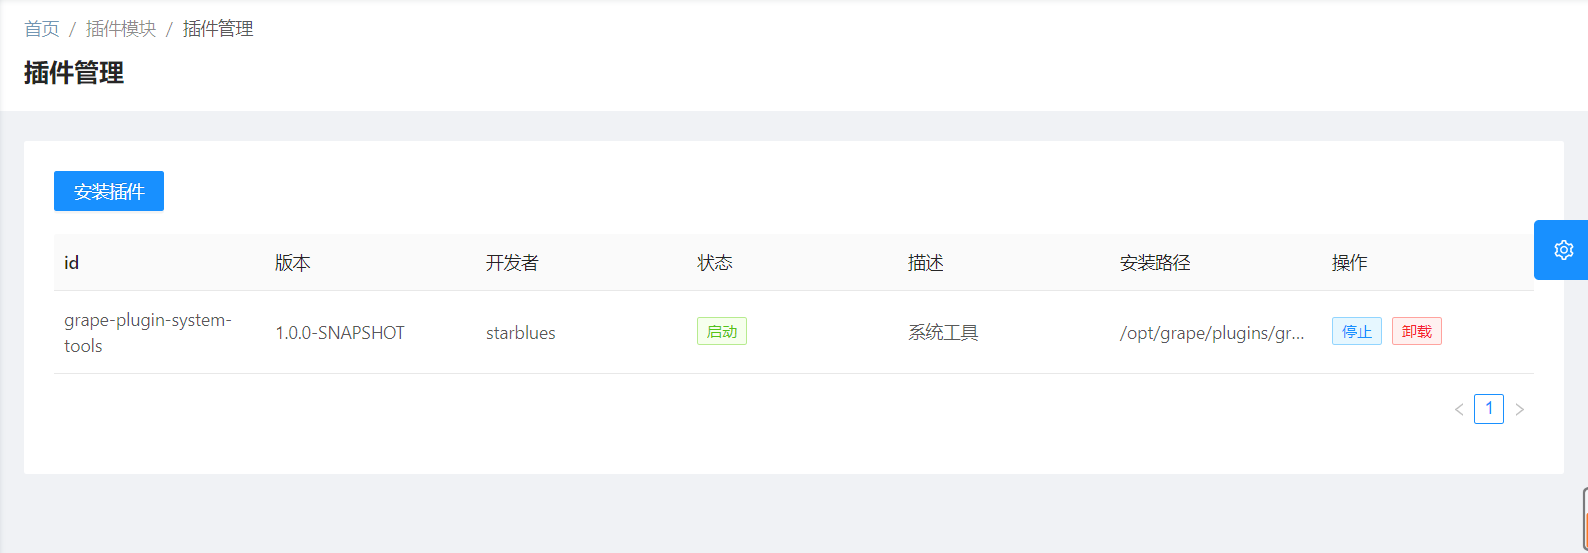 首页 / 插件模块 / 插件管理
插件管理
安装插件
id 版本 开发者 状态 描述 安装路径 操作
grape-plugin-system-
tools 1.0.0-SNAPSHOT starblues 启动 系统工具 /opt/grape/plugins/gr... 停止 卸载
< 1 >